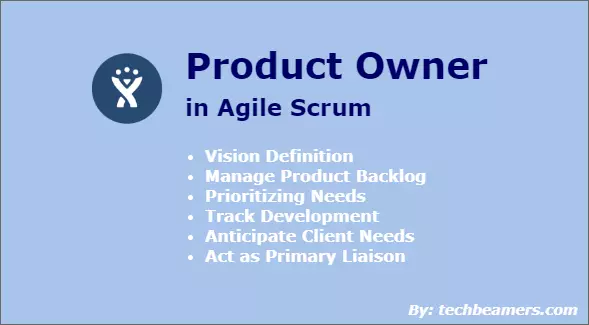 Product Owner
in Agile Scrum
• Vision Definition
• Manage Product Backlog
• Prioritizing Needs
• Track Development
• Anticipate Client Needs
• Act as Primary Liaison
By: techbeamers.com